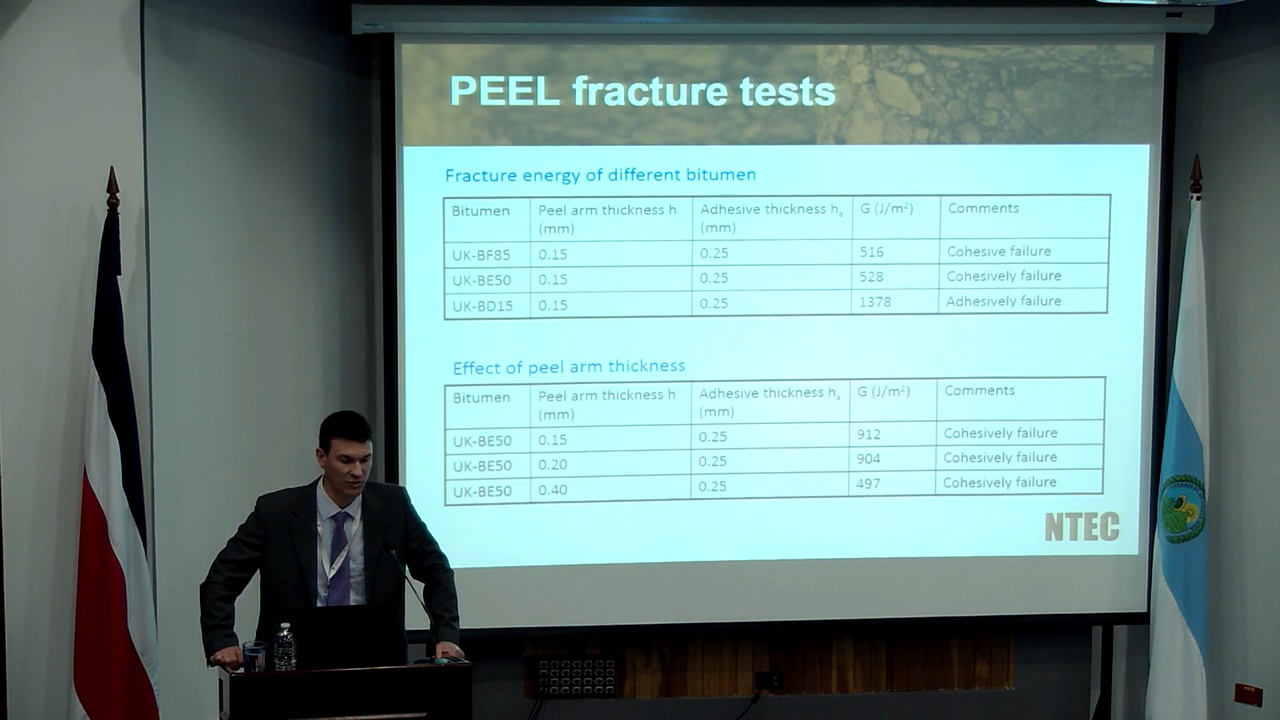 PEEL fracture tests
Fracture energy of different bitumen
Bitumen Peel arm thickness h (mm) Adhesive thickness hₐ (mm) G (J/m²) Comments
UK-BF85 0.15 0.25 516 Cohesive failure
UK-BE50 0.15 0.25 528 Cohesively failure
UK-BD15 0.15 0.25 1378 Adhesively failure
Effect of peel arm thickness
Bitumen Peel arm thickness h (mm) Adhesive thickness hₐ (mm) G (J/m²) Comments
UK-BE50 0.15 0.25 912 Cohesively failure
UK-BE50 0.20 0.25 904 Cohesively failure
UK-BE50 0.40 0.25 497 Cohesively failure
NTEC